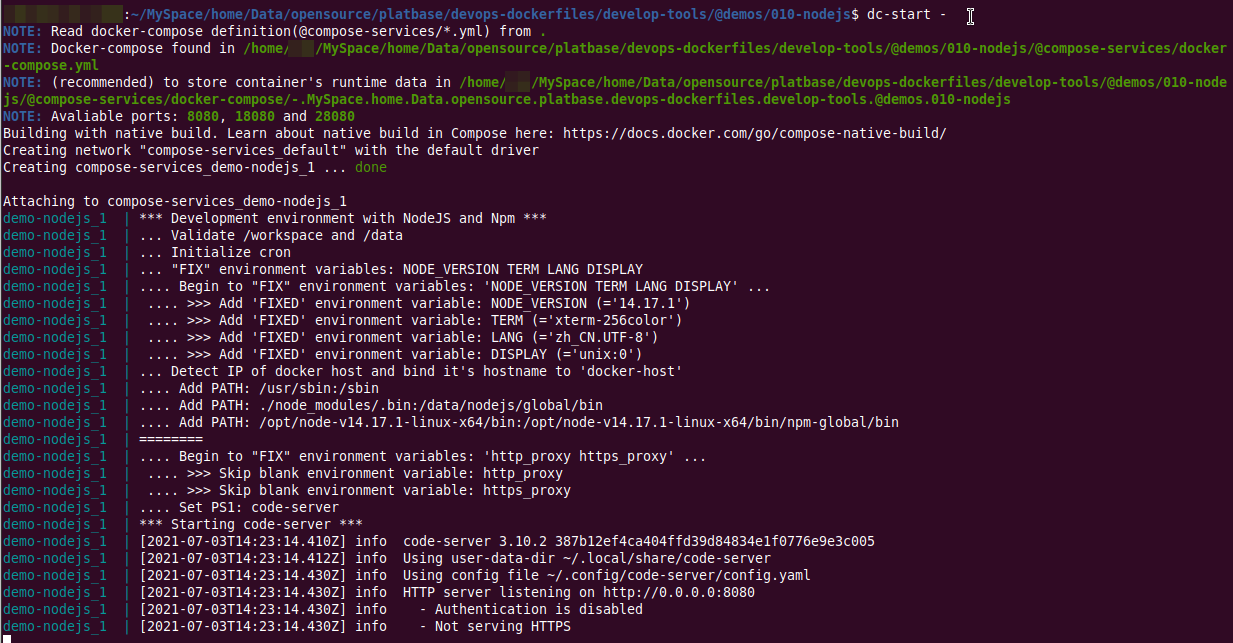 :~/MySpace/home/Data/opensource/platbase/devops-dockerfiles/develop-tools/@demos/010-nodejs$ dc-start -
NOTE: Read docker-compose definition(@compose-services/*.yml) from .
NOTE: Docker-compose found in /home/ /MySpace/home/Data/opensource/platbase/devops-dockerfiles/develop-tools/@demos/010-nodejs/@compose-services/docker
-compose.yml
NOTE: (recommended) to store container's runtime data in /home/ /MySpace/home/Data/opensource/platbase/devops-dockerfiles/develop-tools/@demos/010-node
js/@compose-services/docker-compose/-.MySpace.home.Data.opensource.platbase.devops-dockerfiles.develop-tools.@demos.010-nodejs
NOTE: Avaliable ports: 8080, 18080 and 28080
Building with native build. Learn about native build in Compose here: https://docs.docker.com/go/compose-native-build/
Creating network "compose-services_default" with the default driver
Creating compose-services_demo-nodejs_1 ... done
Attaching to compose-services_demo-nodejs_1
demo-nodejs_1  | *** Development environment with NodeJS and Npm ***
demo-nodejs_1  | ... Validate /workspace and /data
demo-nodejs_1  | ... Initialize cron
demo-nodejs_1  | ... "FIX" environment variables: NODE_VERSION TERM LANG DISPLAY
demo-nodejs_1  | .... Begin to "FIX" environment variables: 'NODE_VERSION TERM LANG DISPLAY' ...
demo-nodejs_1  |  .... >>> Add 'FIXED' environment variable: NODE_VERSION (='14.17.1')
demo-nodejs_1  |  .... >>> Add 'FIXED' environment variable: TERM (='xterm-256color')
demo-nodejs_1  |  .... >>> Add 'FIXED' environment variable: LANG (='zh_CN.UTF-8')
demo-nodejs_1  |  .... >>> Add 'FIXED' environment variable: DISPLAY (='unix:0')
demo-nodejs_1  | ... Detect IP of docker host and bind it's hostname to 'docker-host'
demo-nodejs_1  | .... Add PATH: /usr/sbin:/sbin
demo-nodejs_1  | .... Add PATH: ./node_modules/.bin:/data/nodejs/global/bin
demo-nodejs_1  | .... Add PATH: /opt/node-v14.17.1-linux-x64/bin:/opt/node-v14.17.1-linux-x64/bin/npm-global/bin
demo-nodejs_1  | ========
demo-nodejs_1  | .... Begin to "FIX" environment variables: 'http_proxy https_proxy' ...
demo-nodejs_1  |  .... >>> Skip blank environment variable: http_proxy
demo-nodejs_1  |  .... >>> Skip blank environment variable: https_proxy
demo-nodejs_1  | .... Set PS1: code-server
demo-nodejs_1  | *** Starting code-server ***
demo-nodejs_1  | [2021-07-03T14:23:14.410Z] info  code-server 3.10.2 387b12ef4ca404ffd39d84834e1f0776e9e3c005
demo-nodejs_1  | [2021-07-03T14:23:14.412Z] info  Using user-data-dir ~/.local/share/code-server
demo-nodejs_1  | [2021-07-03T14:23:14.430Z] info  Using config file ~/.config/code-server/config.yaml
demo-nodejs_1  | [2021-07-03T14:23:14.430Z] info  HTTP server listening on http://0.0.0.0:8080
demo-nodejs_1  | [2021-07-03T14:23:14.430Z] info    - Authentication is disabled
demo-nodejs_1  | [2021-07-03T14:23:14.430Z] info    - Not serving HTTPS